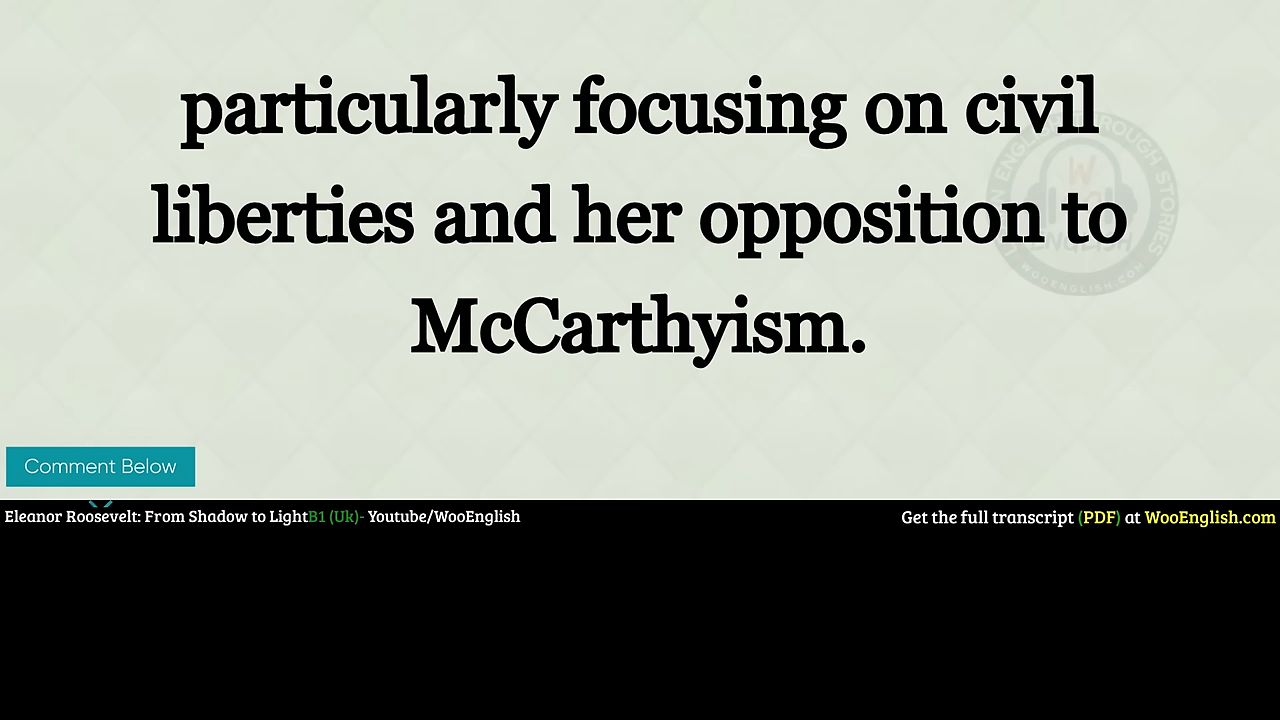 particularly focusing on civil
liberties and her opposition to
McCarthyism.
Comment Below
Eleanor Roosevelt: From Shadow to LightB1 (Uk)- Youtube/WooEnglish
Get the full transcript (PDF) at WooEnglish.com